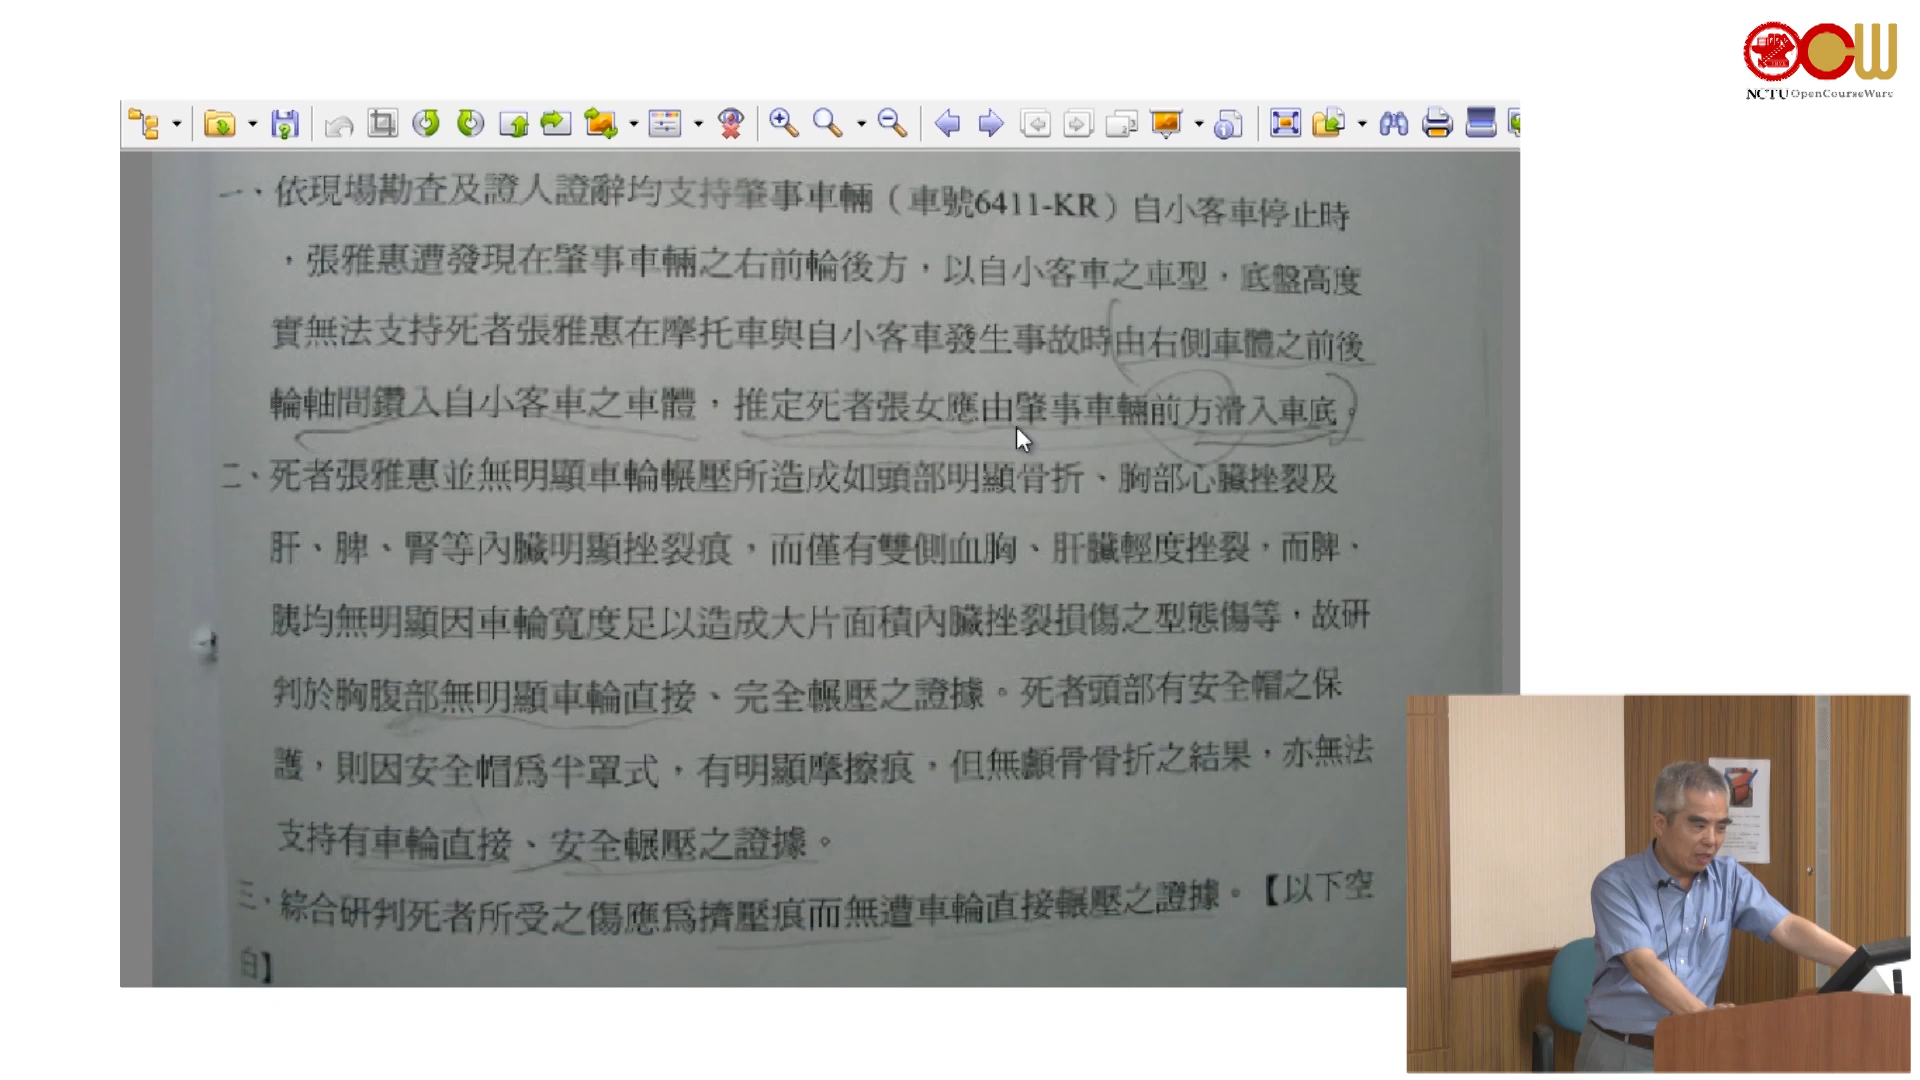 NCTU OpenCourseWare
一、依現場勘查及證人證辭均支持肇事車輛（車號6411-KR）自小客車停止時
，張雅惠遭發現在肇事車輛之右前輪後方，以自小客車之車型，底盤高度
實無法支持死者張雅惠在摩托車與自小客車發生事故時由右側車體之前後
輪軸間鑽入自小客車之車體，推定死者張女應由肇事車輛前方滑入車底。
二、死者張雅惠並無明顯車輪輾壓所造成如頭部明顯骨折、胸部心臟挫裂及
肝、脾、腎等內臟明顯挫裂痕，而僅有雙側血胸、肝臟輕度挫裂，而脾、
胰均無明顯因車輪寬度足以造成大片面積內臟挫裂損傷之型態傷等，故研
判於胸腹部無明顯車輪直接、完全輾壓之證據。死者頭部有安全帽之保
護，則因安全帽爲半罩式，有明顯摩擦痕，但無顱骨骨折之結果，亦無法
支持有車輪直接、安全輾壓之證據。
三、綜合研判死者所受之傷應爲擠壓痕而無遭車輪直接輾壓之證據。【以下空
白】